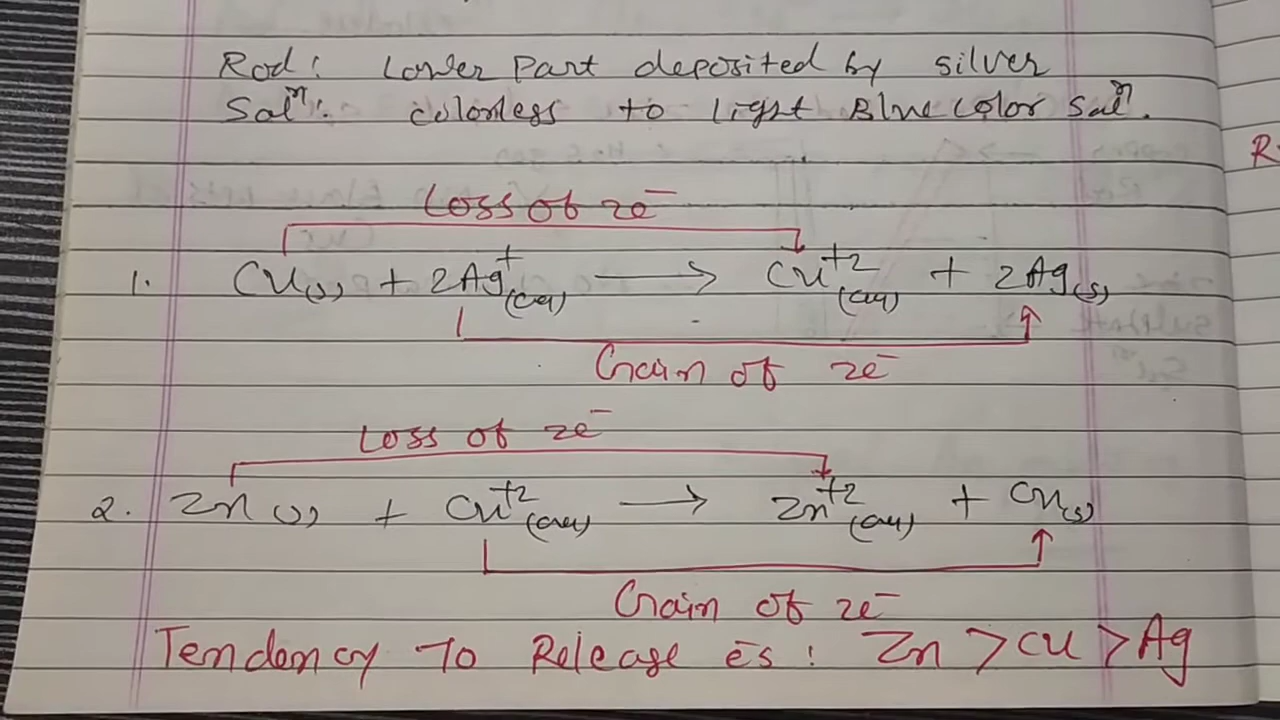 Rod: Lower Part deposited by silver
Solⁿ: colorless to light Blue color Solⁿ.
Loss of 2e⁻
1. Cu(s) + 2Ag⁺(aq) → Cu⁺²(aq) + 2Ag(s)
Gain of 2e⁻
Loss of 2e⁻
2. Zn(s) + Cu⁺²(aq) → Zn⁺²(aq) + Cu(s)
Gain of 2e⁻
Tendency To Release es: Zn > Cu > Ag